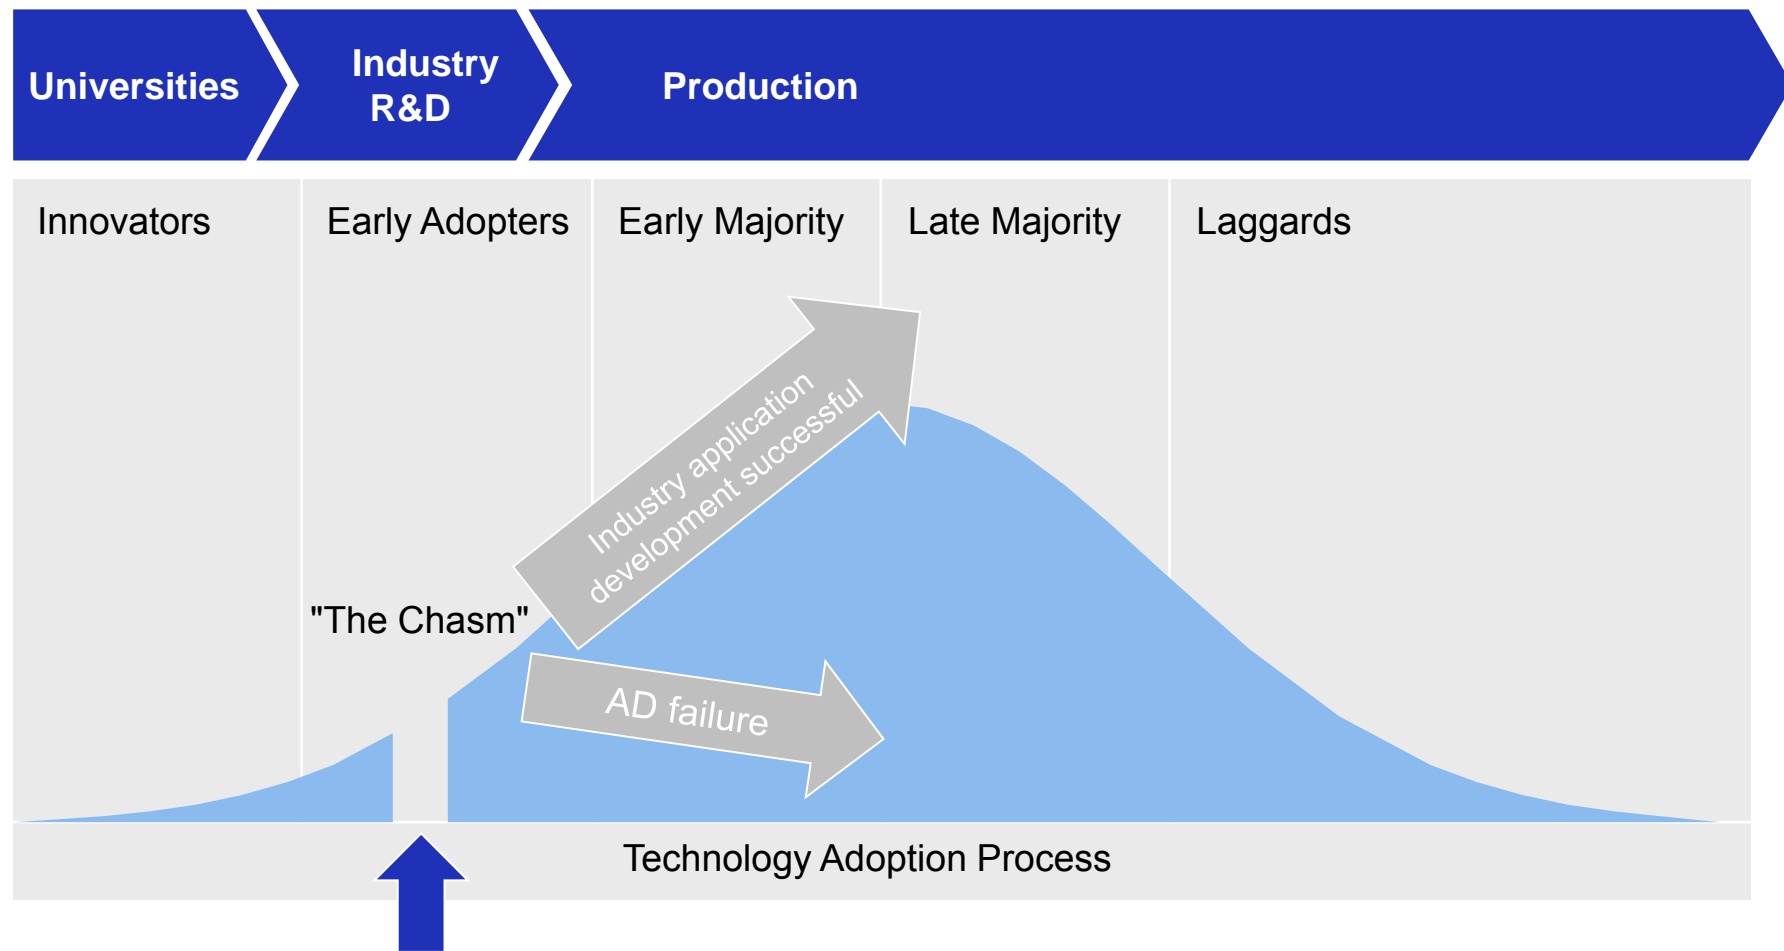 Universities
Industry
R&D
Production
Innovators
Early Adopters
Early Majority
Late Majority
Laggards
Industry application
development successful
"The Chasm"
AD failure
Technology Adoption Process